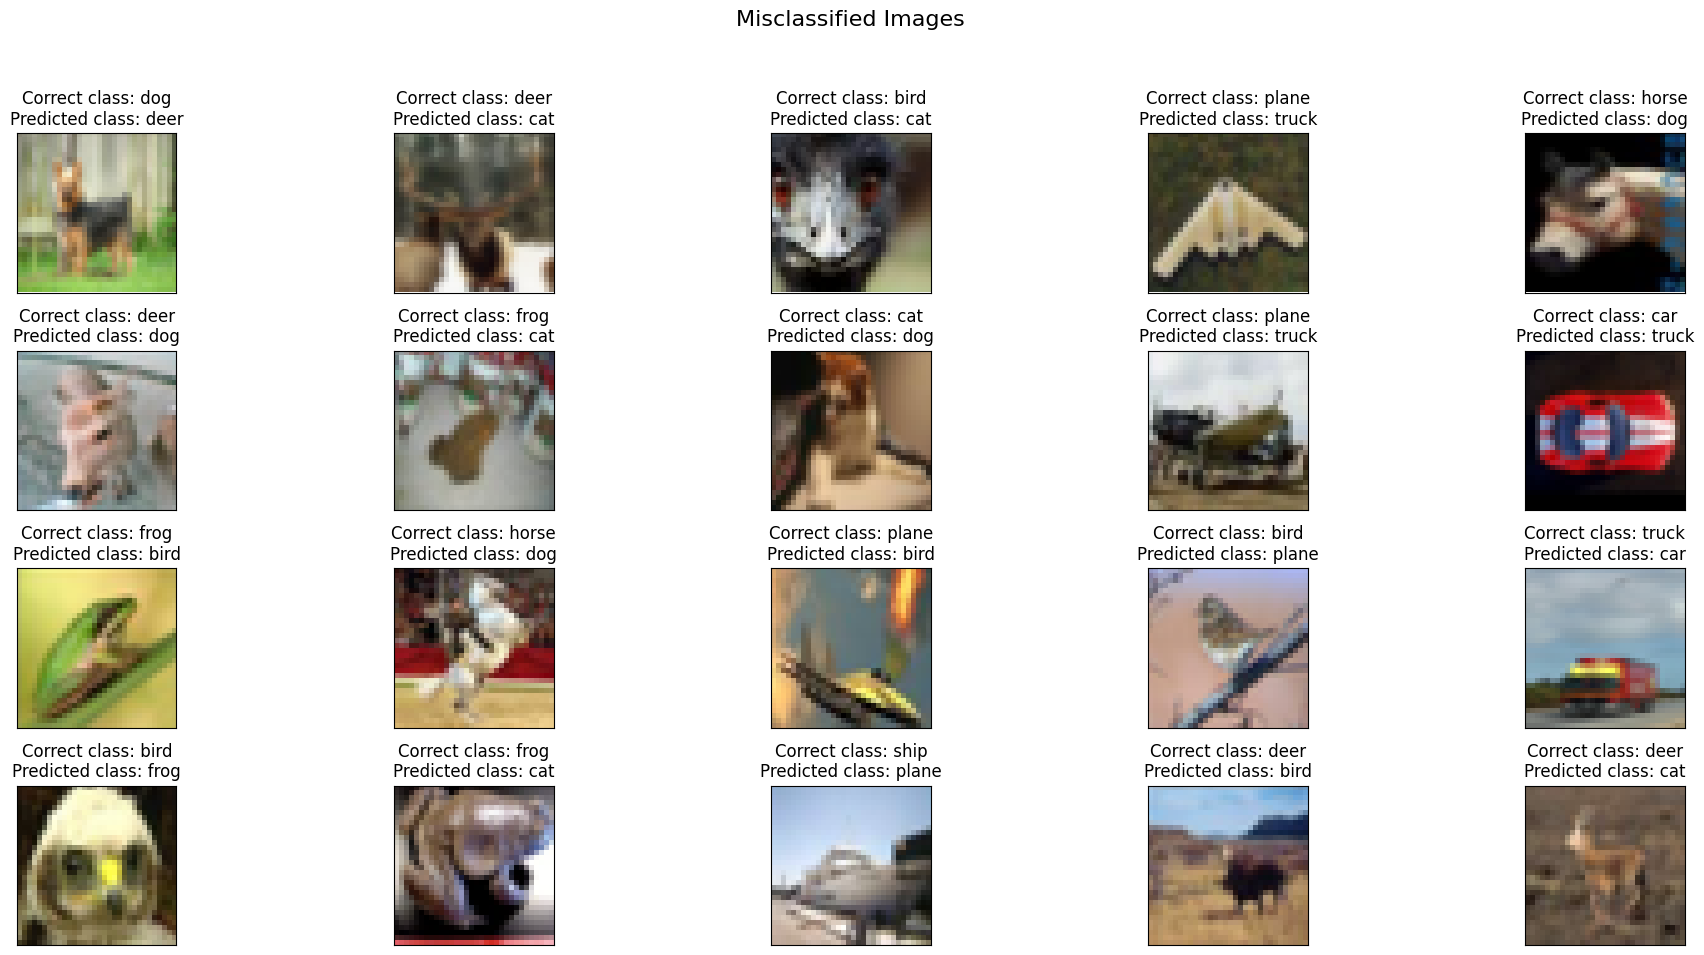 Misclassified Images
Correct class: dog
Predicted class: deer
Correct class: deer
Predicted class: cat
Correct class: bird
Predicted class: cat
Correct class: plane
Predicted class: truck
Correct class: horse
Predicted class: dog
Correct class: deer
Predicted class: dog
Correct class: frog
Predicted class: cat
Correct class: cat
Predicted class: dog
Correct class: plane
Predicted class: truck
Correct class: car
Predicted class: truck
Correct class: frog
Predicted class: bird
Correct class: horse
Predicted class: dog
Correct class: plane
Predicted class: bird
Correct class: bird
Predicted class: plane
Correct class: truck
Predicted class: car
Correct class: bird
Predicted class: frog
Correct class: frog
Predicted class: cat
Correct class: ship
Predicted class: plane
Correct class: deer
Predicted class: bird
Correct class: deer
Predicted class: cat